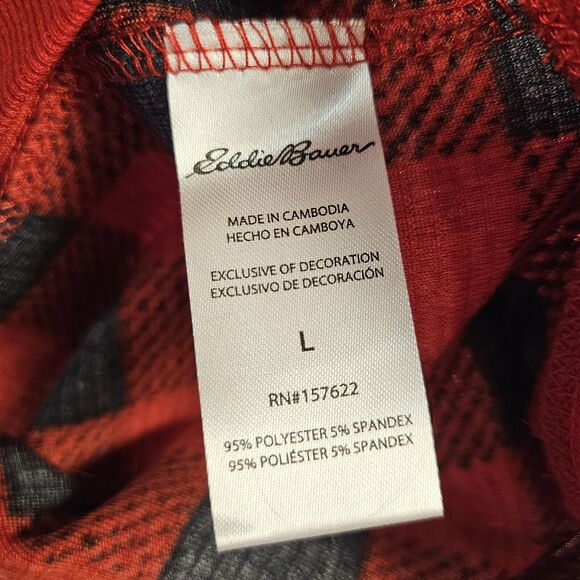 Eddie Bauer
MADE IN CAMBODIA
HECHO EN CAMBOYA
EXCLUSIVE OF DECORATION
EXCLUSIVO DE DECORACIÓN
L
RN#157622
95% POLYESTER 5% SPANDEX
95% POLIÉSTER 5% SPANDEX